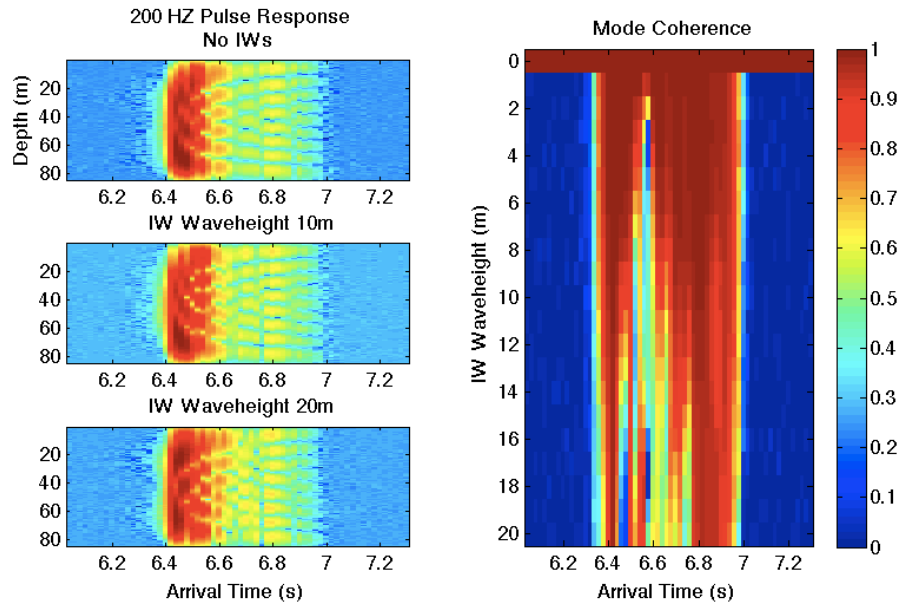 200 HZ Pulse Response
No IWs
Depth (m)
20
40
60
80
6.2 6.4 6.6 6.8 7 7.2
IW Waveheight 10m
20
40
60
80
6.2 6.4 6.6 6.8 7 7.2
IW Waveheight 20m
20
40
60
80
6.2 6.4 6.6 6.8 7 7.2
Arrival Time (s)
Mode Coherence
IW Waveheight (m)
0
2
4
6
8
10
12
14
16
18
20
6.2 6.4 6.6 6.8 7 7.2
Arrival Time (s)
1
0.9
0.8
0.7
0.6
0.5
0.4
0.3
0.2
0.1
0